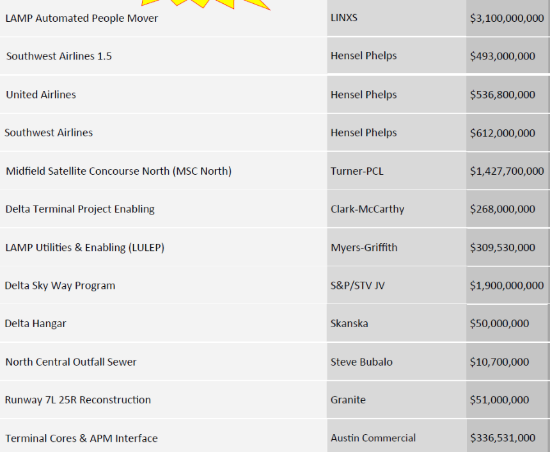 LAMP Automated People Mover LINXS $3,100,000,000
Southwest Airlines 1.5 Hensel Phelps $493,000,000
United Airlines Hensel Phelps $536,800,000
Southwest Airlines Hensel Phelps $612,000,000
Midfield Satellite Concourse North (MSC North) Turner-PCL $1,427,700,000
Delta Terminal Project Enabling Clark-McCarthy $268,000,000
LAMP Utilities & Enabling (LULEP) Myers-Griffith $309,530,000
Delta Sky Way Program S&P/STV JV $1,900,000,000
Delta Hangar Skanska $50,000,000
North Central Outfall Sewer Steve Bubalo $10,700,000
Runway 7L 25R Reconstruction Granite $51,000,000
Terminal Cores & APM Interface Austin Commercial $336,531,000